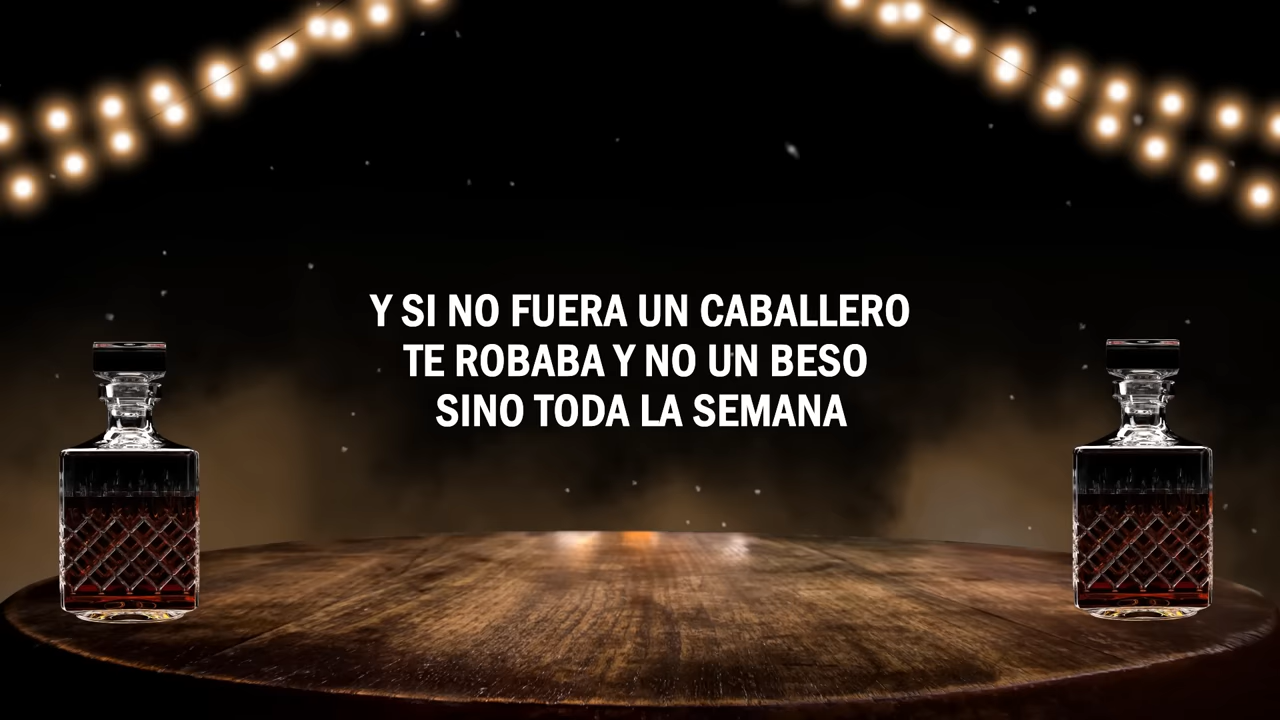 Y SI NO FUERA UN CABALLERO
TE ROBABA Y NO UN BESO
SINO TODA LA SEMANA